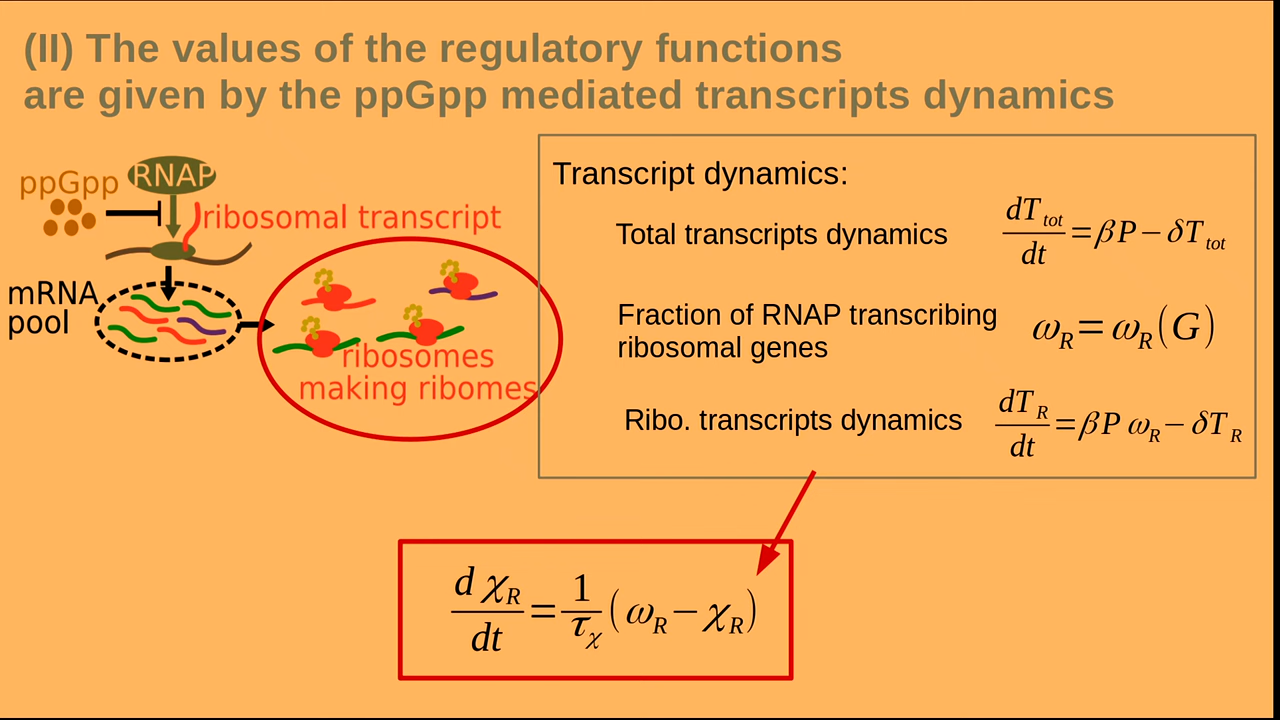 (II) The values of the regulatory functions
are given by the ppGpp mediated transcripts dynamics
ppGpp
RNAP
ribosomal transcript
mRNA
pool
ribosomes
making ribomes
Transcript dynamics:
Total transcripts dynamics
dT_tot/dt = βP − δT_tot
Fraction of RNAP transcribing
ribosomal genes
ω_R = ω_R(G)
Ribo. transcripts dynamics
dT_R/dt = βP ω_R − δT_R
dχ_R/dt = 1/τ_χ (ω_R − χ_R)